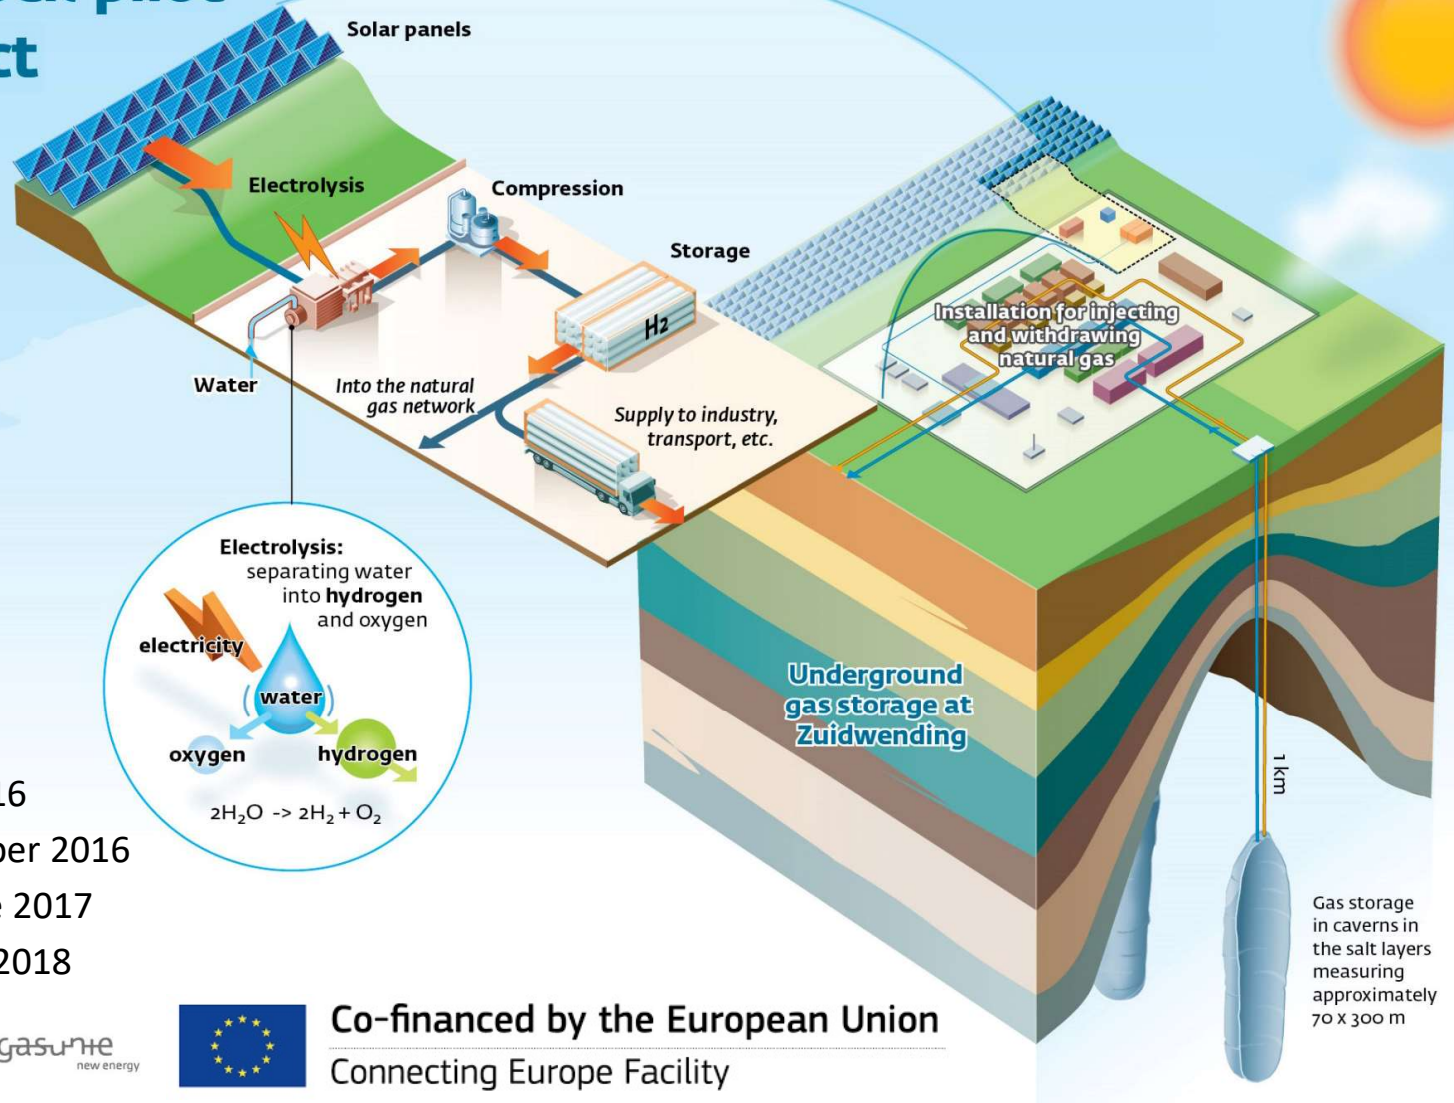 pilot
Solar panels
Electrolysis
Compression
Storage
H2
Installation for injecting
and withdrawing
natural gas
Water
Into the natural
gas network
Supply to industry,
transport, etc.
Electrolysis:
separating water
into hydrogen
and oxygen
electricity
water
oxygen
hydrogen
2H₂O -> 2H₂ + O₂
Underground
gas storage at
Zuidwending
1 km
Gas storage
in caverns in
the salt layers
measuring
approximately
70 x 300 m
2016
2017
2018
gasunie
new energy
Co-financed by the European Union
Connecting Europe Facility